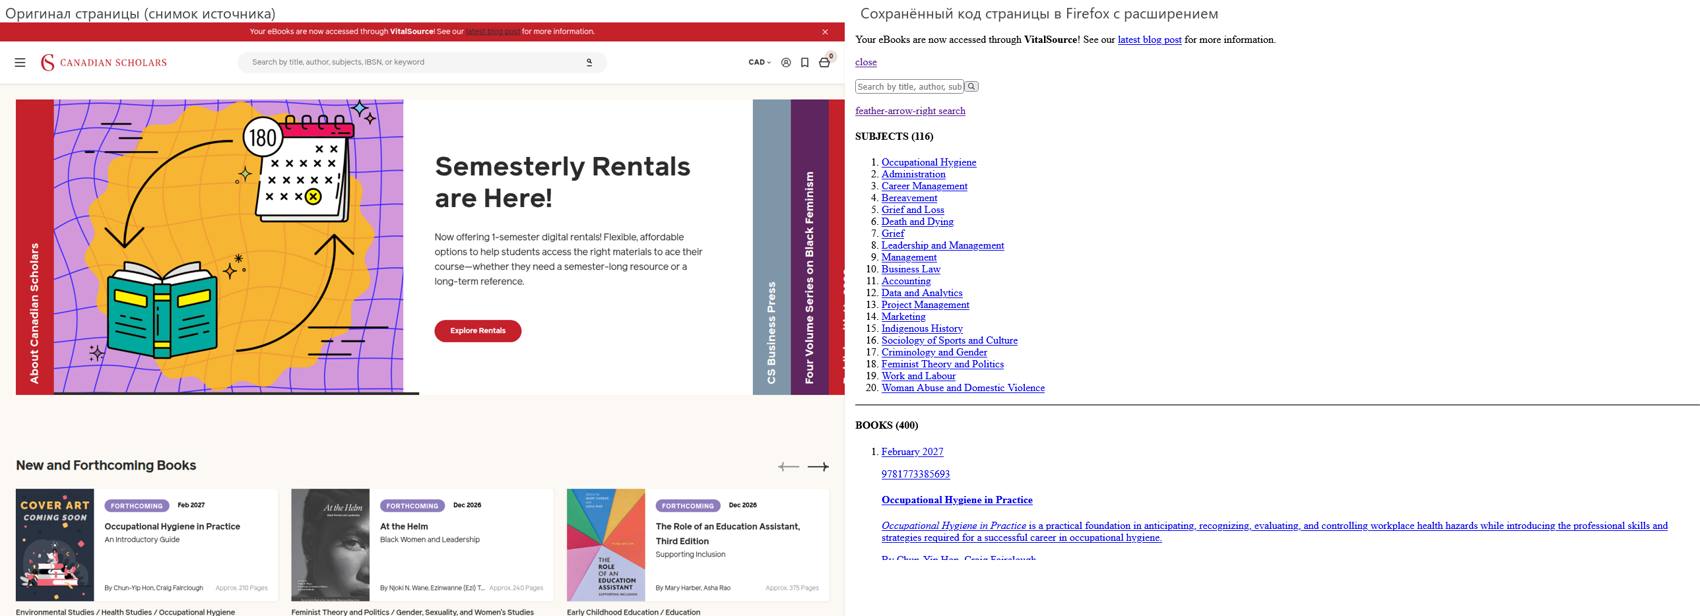 Оригинал страницы (снимок источника)
Your eBooks are now accessed through VitalSource! See our latest blog post for more information.
CANADIAN SCHOLARS
Search by title, author, subjects, IBSN, or keyword
CAD
0
About Canadian Scholars
180
Semesterly Rentals
are Here!
Now offering 1-semester digital rentals! Flexible, affordable
options to help students access the right materials to ace their
course—whether they need a semester-long resource or a
long-term reference.
Explore Rentals
CS Business Press
Four Volume Series on Black Feminism
New and Forthcoming Books
COVER ART
COMING SOON
FORTHCOMING Feb 2027
Occupational Hygiene in Practice
An Introductory Guide
By Chun-Yip Hon, Craig Fairclough Approx. 210 Pages
Environmental Studies / Health Studies / Occupational Hygiene
At the Helm
FORTHCOMING Dec 2026
At the Helm
Black Women and Leadership
By Njoki N. Wane, Ezinwanne (Ezi) T... Approx. 240 Pages
Feminist Theory and Politics / Gender, Sexuality, and Women's Studies
THE
ROLE
OF AN
EDUCATION
ASSISTANT
SUPPORTING INCLUSION
FORTHCOMING Dec 2026
The Role of an Education Assistant,
Third Edition
Supporting Inclusion
By Mary Harber, Asha Rao Approx. 375 Pages
Early Childhood Education / Education
Сохранённый код страницы в Firefox с расширением
Your eBooks are now accessed through VitalSource! See our latest blog post for more information.
close
Search by title, author, sub
feather-arrow-right search
SUBJECTS (116)
1. Occupational Hygiene
2. Administration
3. Career Management
4. Bereavement
5. Grief and Loss
6. Death and Dying
7. Grief
8. Leadership and Management
9. Management
10. Business Law
11. Accounting
12. Data and Analytics
13. Project Management
14. Marketing
15. Indigenous History
16. Sociology of Sports and Culture
17. Criminology and Gender
18. Feminist Theory and Politics
19. Work and Labour
20. Woman Abuse and Domestic Violence
BOOKS (400)
1. February 2027
9781773385693
Occupational Hygiene in Practice
Occupational Hygiene in Practice is a practical foundation in anticipating, recognizing, evaluating, and controlling workplace health hazards while introducing the professional skills and
strategies required for a successful career in occupational hygiene.
By Chun-Yip Hon, Craig Fairclough